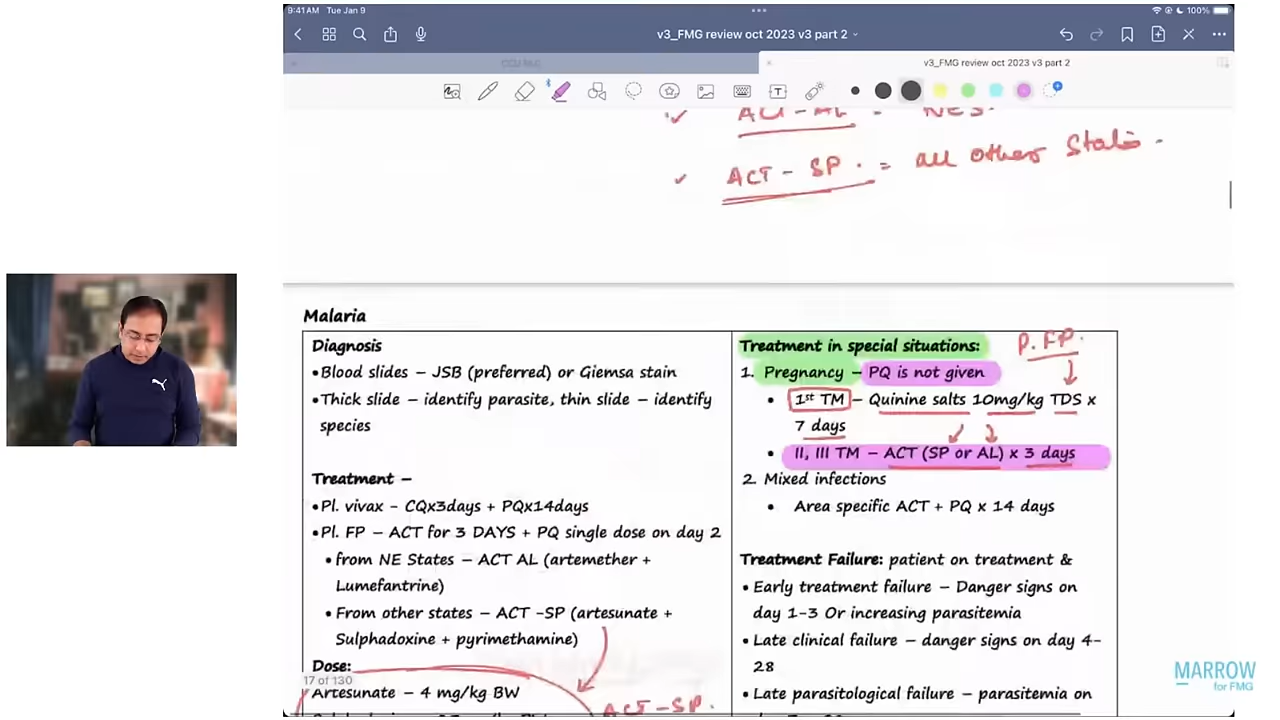 9:41AM Tue Jan 9
100%
v3_FMG review oct 2023 v3 part 2
v3_FMG review oct 2023 v3 part 2
ACT-AL = NES.
ACT - SP. = all other States.
Malaria
Diagnosis
•Blood slides – JSB (preferred) or Giemsa stain
•Thick slide – identify parasite, thin slide – identify
species
Treatment –
•Pl. vivax – CQx3days + PQx14days
•Pl. FP – ACT for 3 DAYS + PQ single dose on day 2
•from NE States – ACT AL (artemether +
Lumefantrine)
•From other states – ACT -SP (artesunate +
Sulphadoxine + pyrimethamine)
Dose:
17 of 130
Artesunate – 4 mg/kg BW
ACT-SP.
Treatment in special situations:
P. FP.
1. Pregnancy – PQ is not given
• 1st TM – Quinine salts 10mg/kg TDS x
7 days
• II, III TM – ACT (SP or AL) x 3 days
2. Mixed infections
• Area specific ACT + PQ x 14 days
Treatment Failure: patient on treatment &
•Early treatment failure – Danger signs on
day 1-3 Or increasing parasitemia
•Late clinical failure – danger signs on day 4-
28
•Late parasitological failure – parasitemia on
MARROW
for FMG